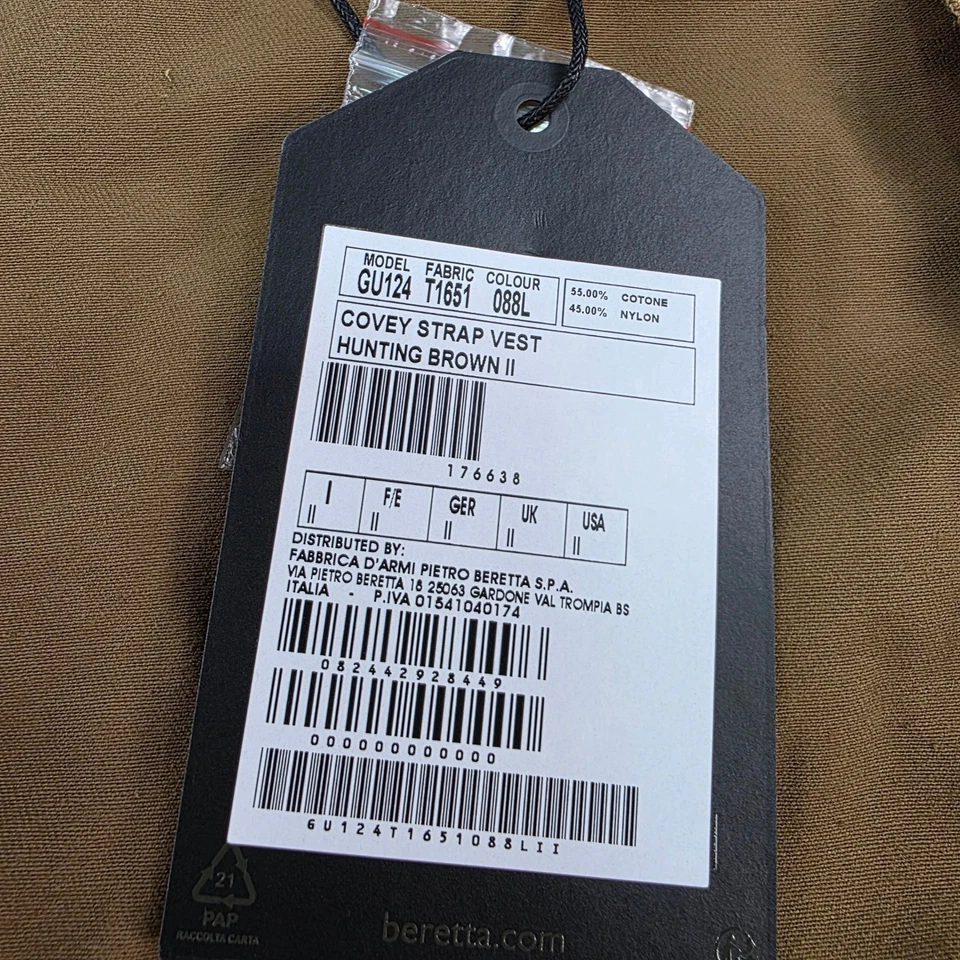 MODEL FABRIC COLOUR
GU124 T1651 088L
55.00% COTONE
45.00% NYLON
COVEY STRAP VEST
HUNTING BROWN II
176638
I F/E GER UK USA
II II II II II
DISTRIBUTED BY:
FABBRICA D'ARMI PIETRO BERETTA S.P.A.
VIA PIETRO BERETTA 18 25063 GARDONE VAL TROMPIA BS
ITALIA - P.IVA 01541040174
082442928449
000000000000
GU124T1651088LII
21
PAP
RACCOLTA CARTA
beretta.com